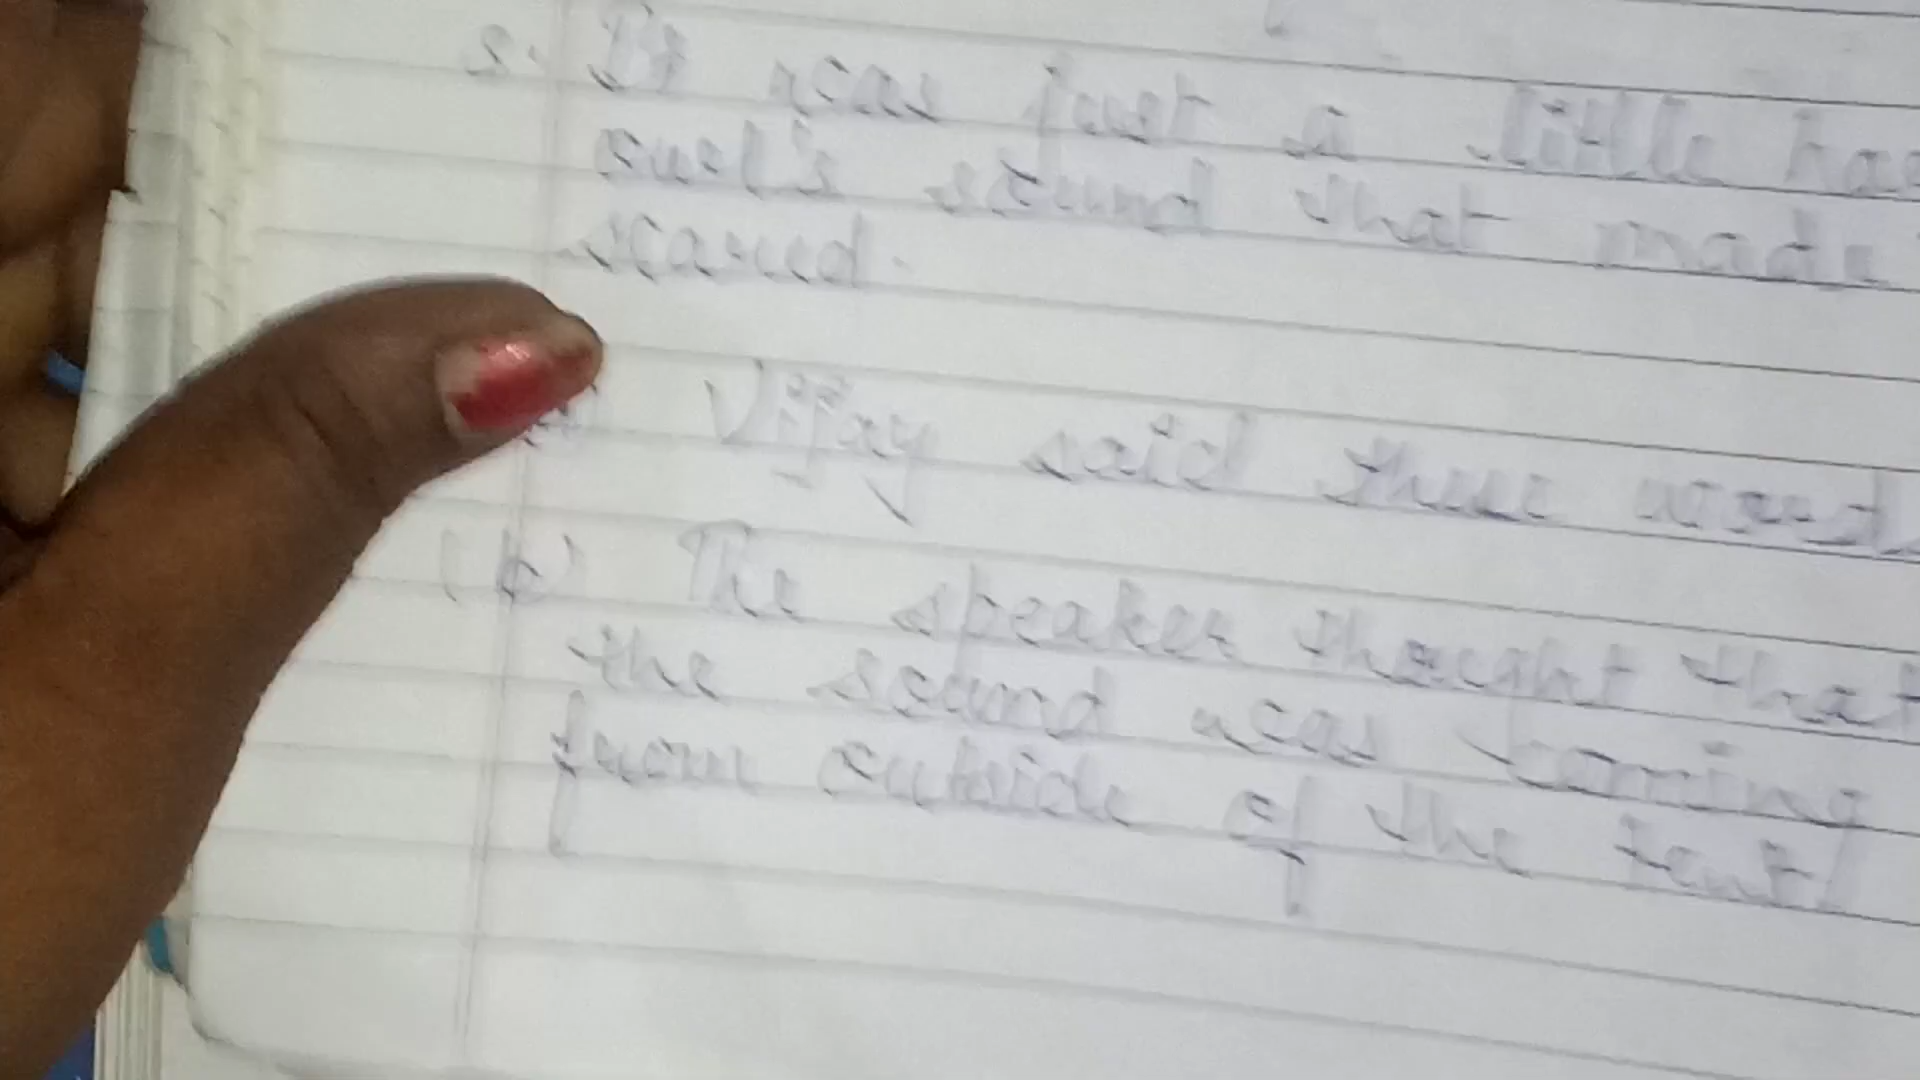 5. It was just a little
owl's sound that made
scared.
Vijay said these words
(b) The speaker thought that
the sound was coming
from outside of the tent.